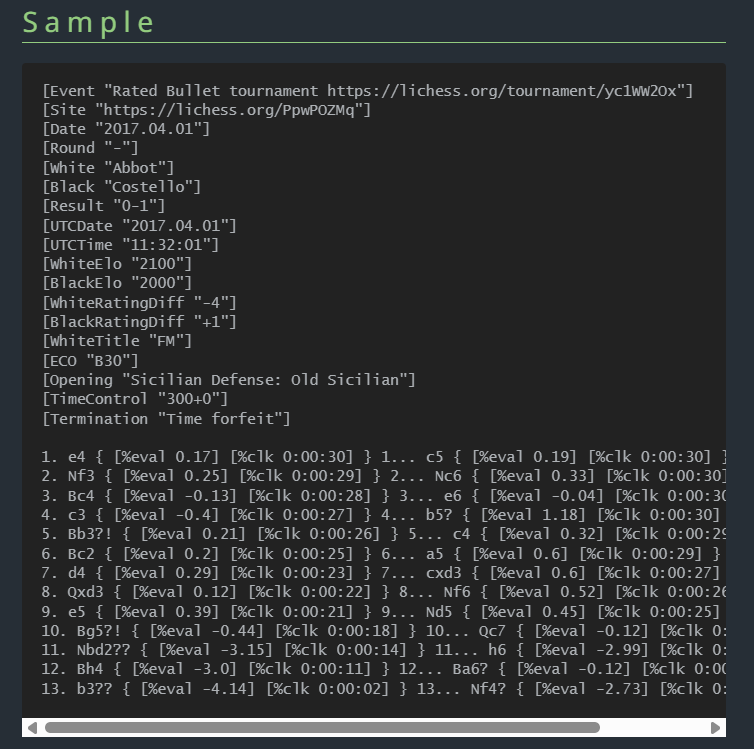 Sample
[Event "Rated Bullet tournament https://lichess.org/tournament/yc1WW2Ox"]
[Site "https://lichess.org/PpwPOZMq"]
[Date "2017.04.01"]
[Round "-"]
[White "Abbot"]
[Black "Costello"]
[Result "0-1"]
[UTCDate "2017.04.01"]
[UTCTime "11:32:01"]
[WhiteElo "2100"]
[BlackElo "2000"]
[WhiteRatingDiff "-4"]
[BlackRatingDiff "+1"]
[WhiteTitle "FM"]
[ECO "B30"]
[Opening "Sicilian Defense: Old Sicilian"]
[TimeControl "300+0"]
[Termination "Time forfeit"]
1. e4 { [%eval 0.17] [%clk 0:00:30] } 1... c5 { [%eval 0.19] [%clk 0:00:30] }
2. Nf3 { [%eval 0.25] [%clk 0:00:29] } 2... Nc6 { [%eval 0.33] [%clk 0:00:30]
3. Bc4 { [%eval -0.13] [%clk 0:00:28] } 3... e6 { [%eval -0.04] [%clk 0:00:30
4. c3 { [%eval -0.4] [%clk 0:00:27] } 4... b5? { [%eval 1.18] [%clk 0:00:30]
5. Bb3?! { [%eval 0.21] [%clk 0:00:26] } 5... c4 { [%eval 0.32] [%clk 0:00:29
6. Bc2 { [%eval 0.2] [%clk 0:00:25] } 6... a5 { [%eval 0.6] [%clk 0:00:29] }
7. d4 { [%eval 0.29] [%clk 0:00:23] } 7... cxd3 { [%eval 0.6] [%clk 0:00:27]
8. Qxd3 { [%eval 0.12] [%clk 0:00:22] } 8... Nf6 { [%eval 0.52] [%clk 0:00:26
9. e5 { [%eval 0.39] [%clk 0:00:21] } 9... Nd5 { [%eval 0.45] [%clk 0:00:25]
10. Bg5?! { [%eval -0.44] [%clk 0:00:18] } 10... Qc7 { [%eval -0.12] [%clk 0:
11. Nbd2?? { [%eval -3.15] [%clk 0:00:14] } 11... h6 { [%eval -2.99] [%clk 0:
12. Bh4 { [%eval -3.0] [%clk 0:00:11] } 12... Ba6? { [%eval -0.12] [%clk 0:00
13. b3?? { [%eval -4.14] [%clk 0:00:02] } 13... Nf4? { [%eval -2.73] [%clk 0: